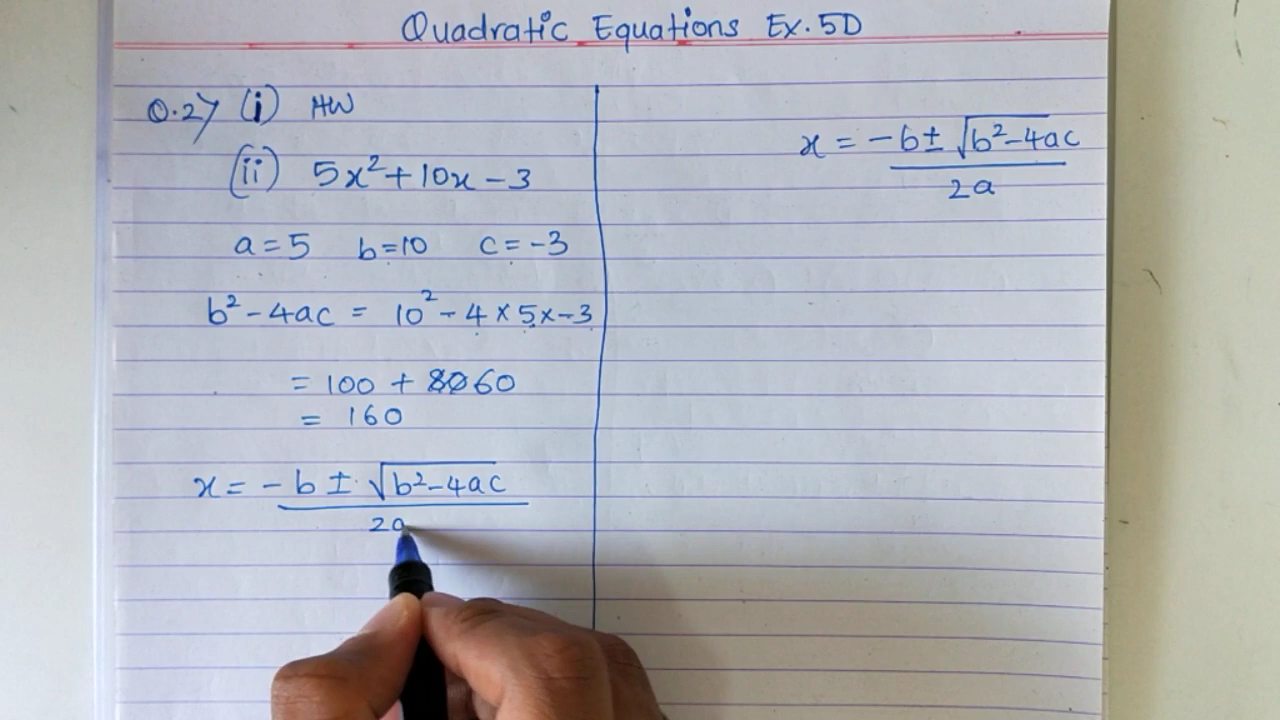 Quadratic Equations Ex. 5D
Q.2) (i) HW
(ii) 5x² + 10x - 3
a = 5 b = 10 c = -3
b² - 4ac = 10² - 4 × 5 × -3
= 100 + 8060
= 160
x = -b ± √b²-4ac
2a
x = -b ± √b²-4ac
2a